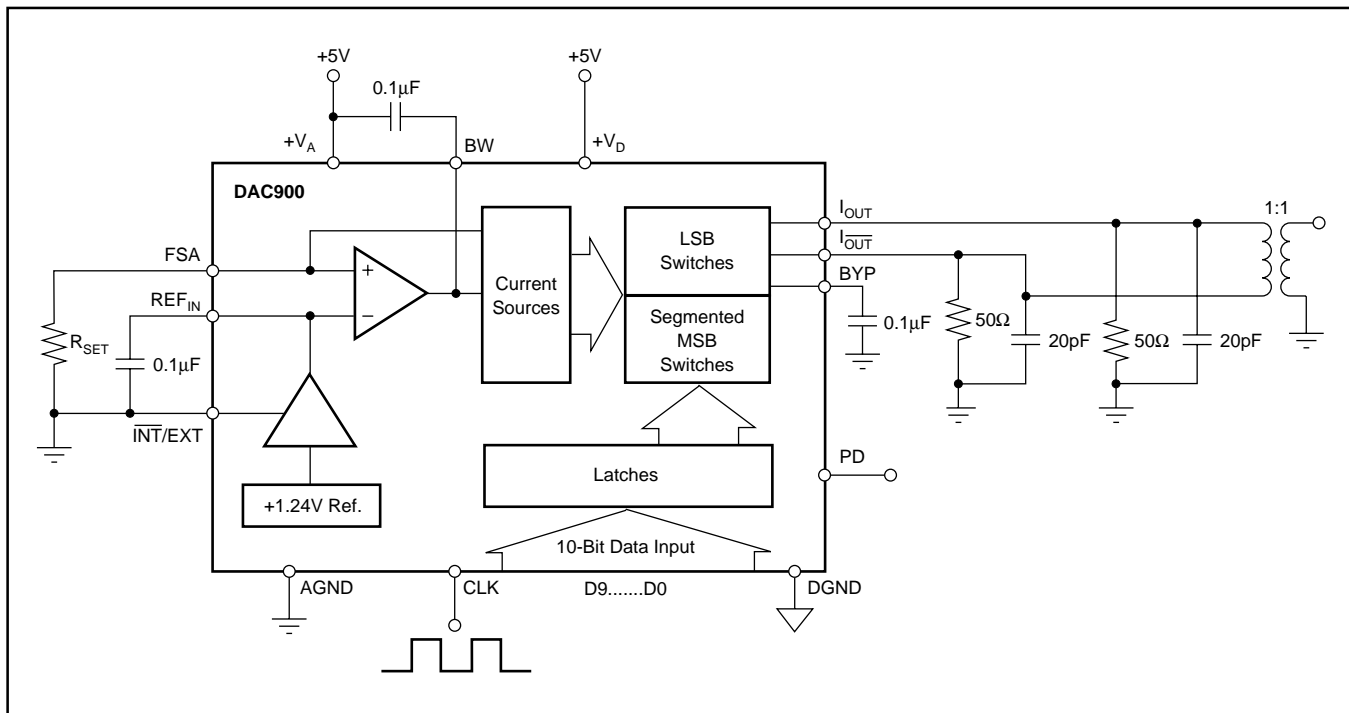 +5V
+5V
0.1µF
+V_A
BW
+V_D
DAC900
FSA
REF_IN
R_SET
0.1µF
I̅N̅T̅/EXT
+1.24V Ref.
+
−
Current
Sources
LSB
Switches
Segmented
MSB
Switches
Latches
10-Bit Data Input
I_OUT
I_O̅U̅T̅
BYP
0.1µF
50Ω
20pF
50Ω
20pF
1:1
PD
AGND
CLK
D9.......D0
DGND